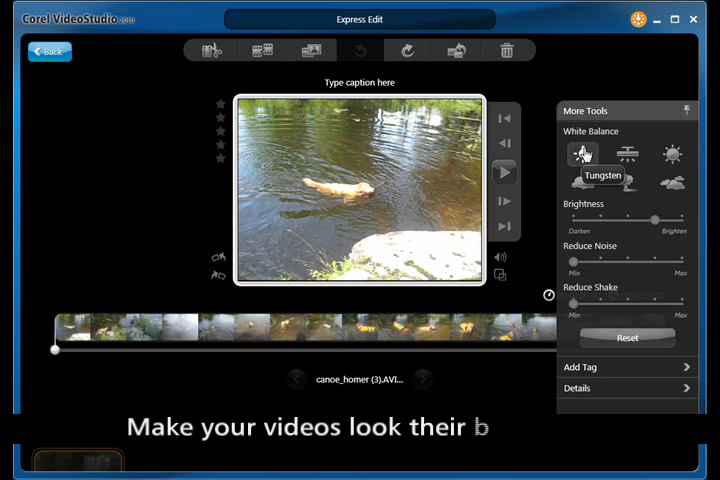 Corel VideoStudio 2010
Express Edit
Back
Type caption here
More Tools
White Balance
Tungsten
Brightness
Darken Brighten
Reduce Noise
Min Max
Reduce Shake
Min Max
Reset
canoe_homer (3).AVI...
Add Tag
Details
Make your videos look their b